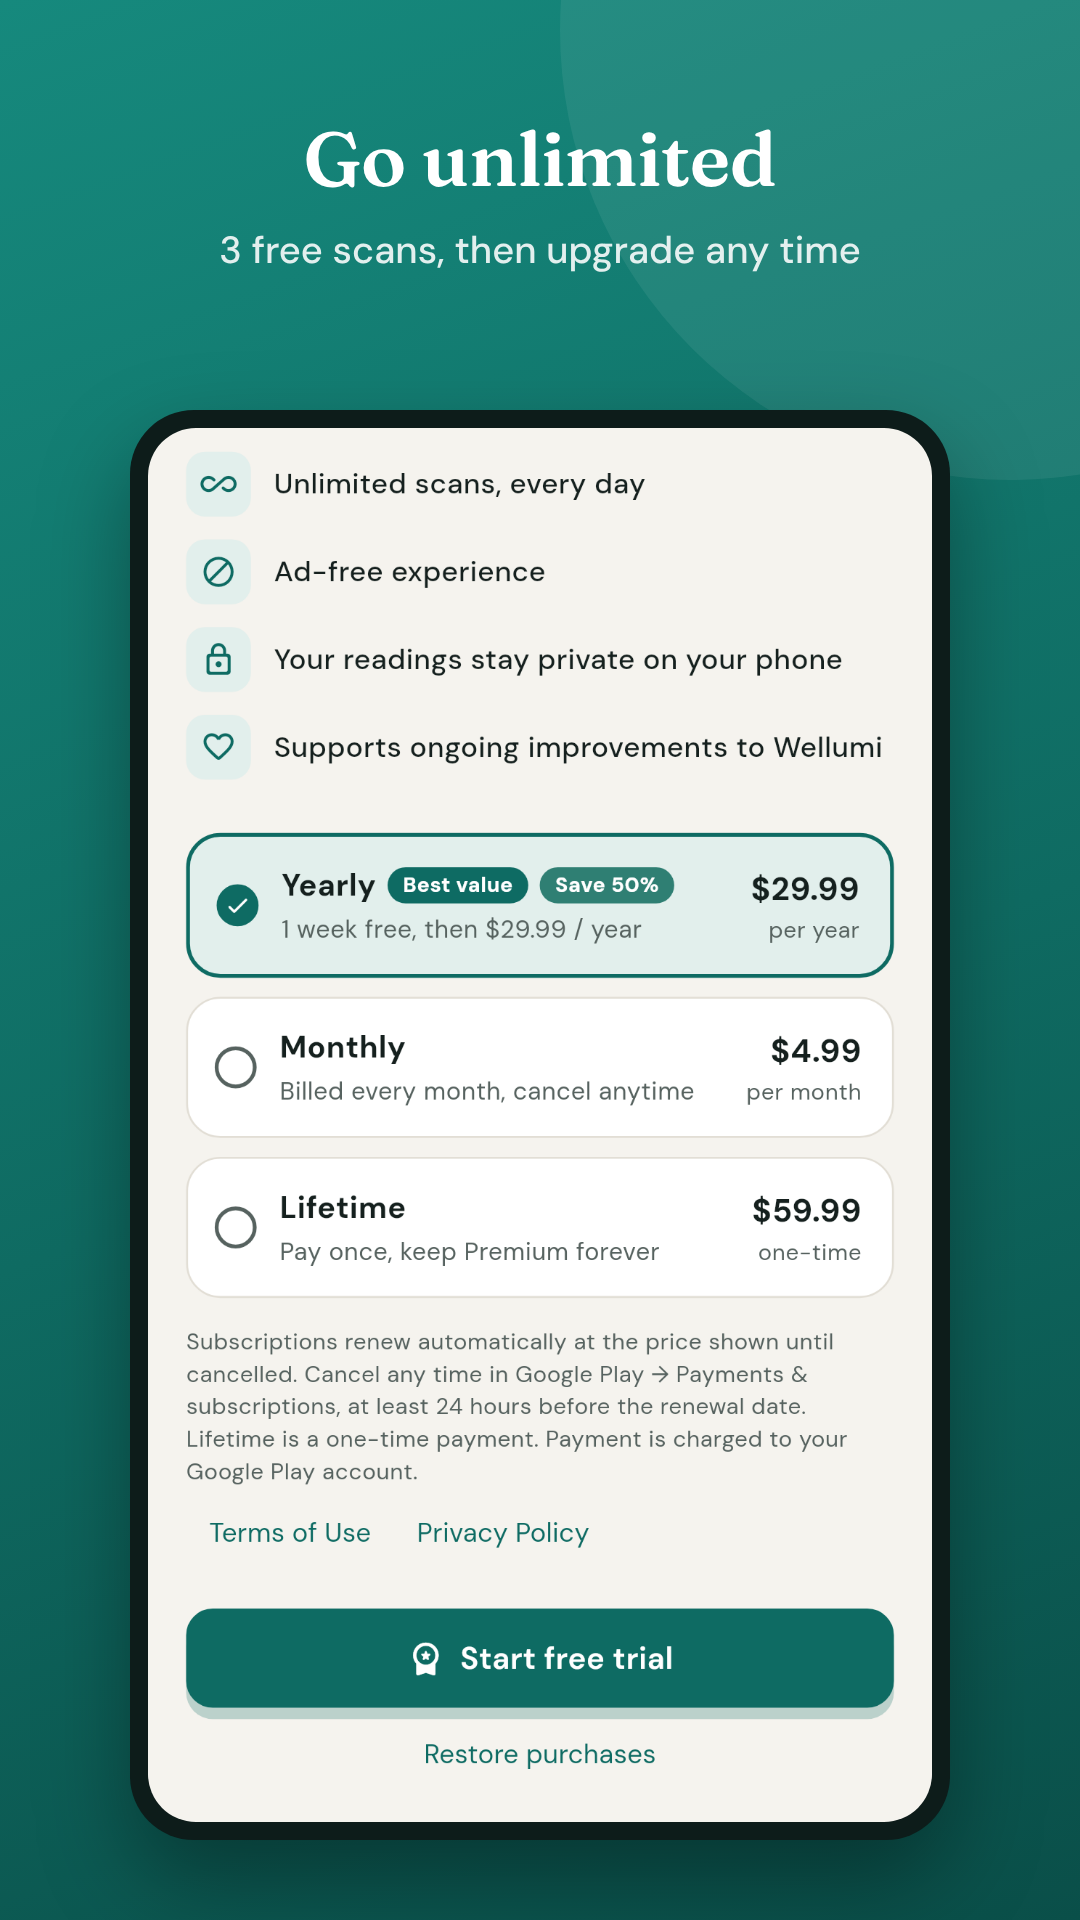 Go unlimited
3 free scans, then upgrade any time
Unlimited scans, every day
Ad-free experience
Your readings stay private on your phone
Supports ongoing improvements to Wellumi
Yearly Best value Save 50% $29.99
1 week free, then $29.99 / year per year
Monthly $4.99
Billed every month, cancel anytime per month
Lifetime $59.99
Pay once, keep Premium forever one-time
Subscriptions renew automatically at the price shown until
cancelled. Cancel any time in Google Play → Payments &
subscriptions, at least 24 hours before the renewal date.
Lifetime is a one-time payment. Payment is charged to your
Google Play account.
Terms of Use Privacy Policy
Start free trial
Restore purchases